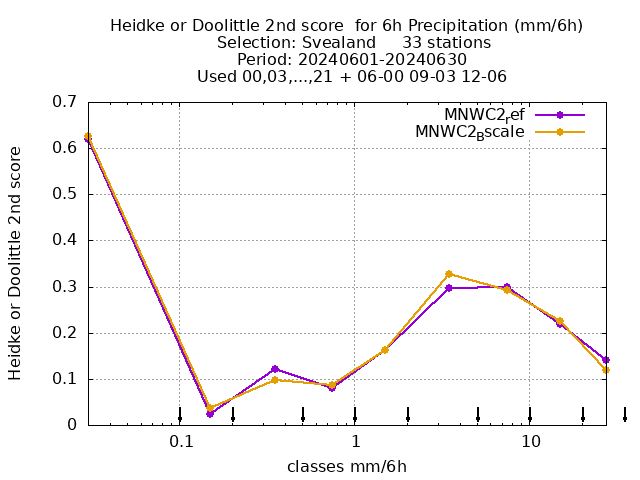 Heidke or Doolittle 2nd score  for 6h Precipitation (mm/6h)
Selection: Svealand     33 stations
Period: 20240601-20240630
Used 00,03,...,21 + 06-00 09-03 12-06
MNWC2ref
MNWC2Bscale
Heidke or Doolittle 2nd score
0.7
0.6
0.5
0.4
0.3
0.2
0.1
0
0.1
1
10
classes mm/6h